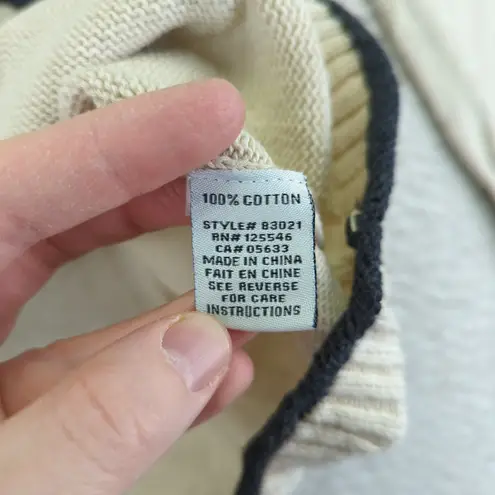 100% COTTON
STYLE# 83021
RN# 125546
CA# 05633
MADE IN CHINA
FAIT EN CHINE
SEE REVERSE
FOR CARE
INSTRUCTIONS